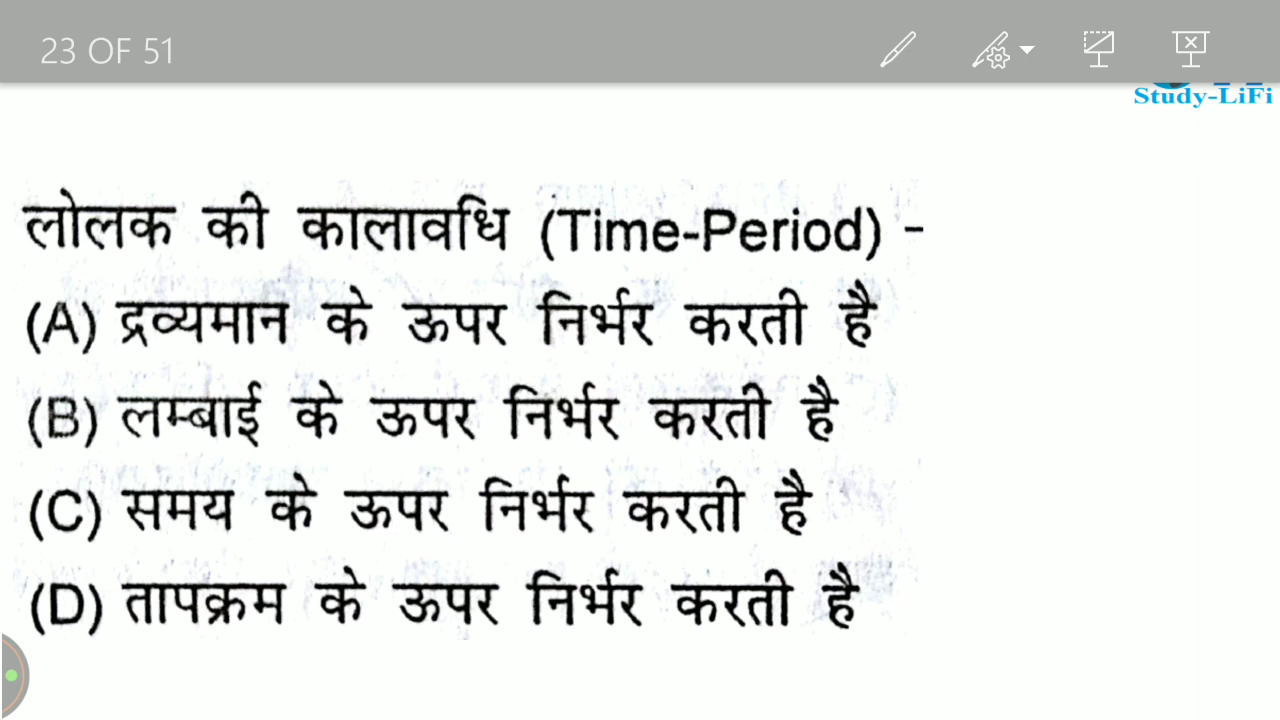 23 OF 51
Study-LiFi
लोलक की कालावधि (Time-Period) -
(A) द्रव्यमान के ऊपर निर्भर करती है
(B) लम्बाई के ऊपर निर्भर करती है
(C) समय के ऊपर निर्भर करती है
(D) तापक्रम के ऊपर निर्भर करती है